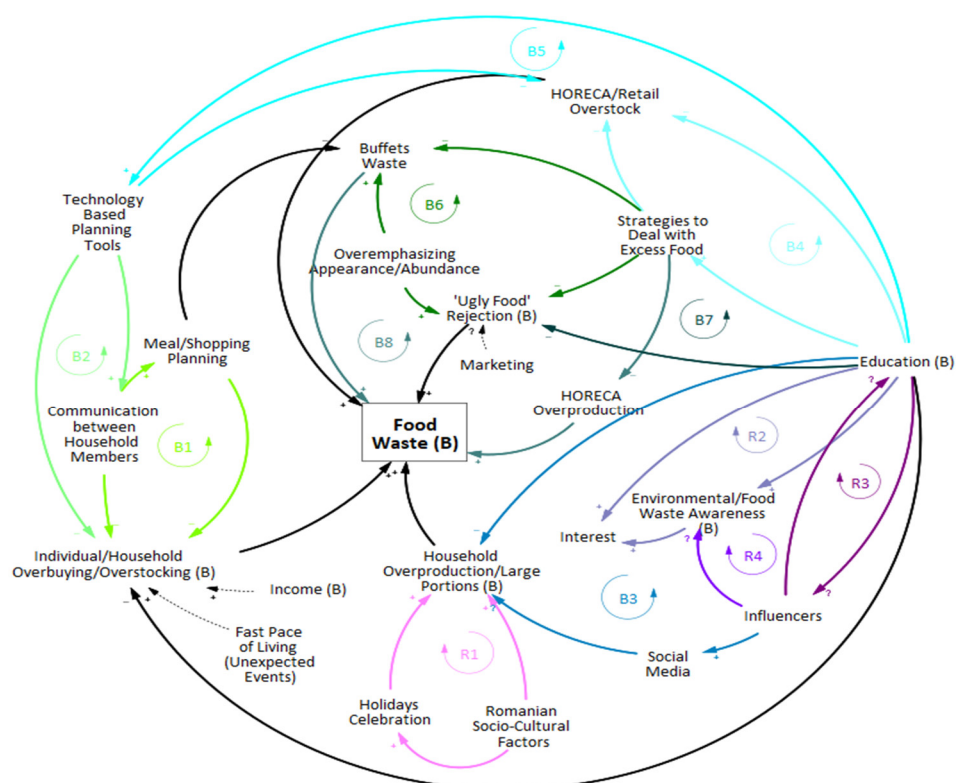 B5
HORECA/Retail
Overstock
Buffets
Waste
Technology
Based
Planning
Tools
B6
Strategies to
Deal with
Excess Food
B4
Overemphasizing
Appearance/Abundance
'Ugly Food'
Rejection (B)
B7
B2
Meal/Shopping
Planning
B8
Marketing
Education (B)
HORECA
Overproduction
Communication
between
Household
Members
B1
Food
Waste (B)
R2
R3
Environmental/Food
Waste Awareness
(B)
Interest
R4
Individual/Household
Overbuying/Overstocking (B)
Household
Overproduction/Large
Portions (B)
Income (B)
B3
Influencers
Fast Pace
of Living
(Unexpected
Events)
R1
Social
Media
Holidays
Celebration
Romanian
Socio-Cultural
Factors